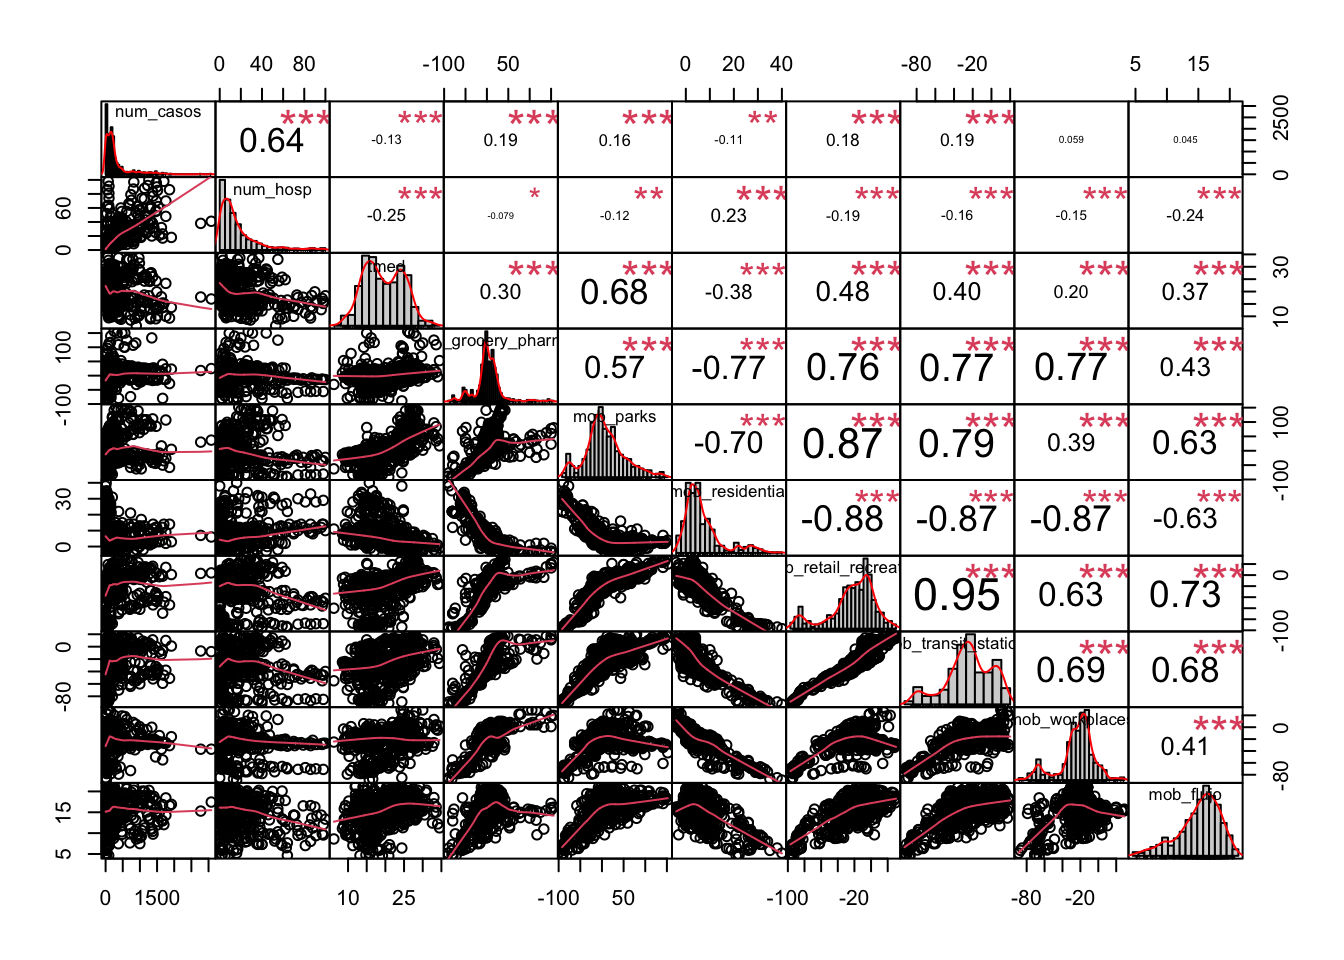 0 40 80 -100 50 0 20 40 -80 -20 5 15
num_casos 0.64 *** -0.13 *** 0.19 *** 0.16 *** -0.11 ** 0.18 *** 0.19 *** 0.059 0.045 0 2500
0 60 num_hosp -0.25 *** -0.079 * -0.12 ** 0.23 *** -0.19 *** -0.16 *** -0.15 *** -0.24 ***
tmed 0.30 *** 0.68 *** -0.38 *** 0.48 *** 0.40 *** 0.20 *** 0.37 *** 10 30
-100 100 _grocery_pharm 0.57 *** -0.77 *** 0.76 *** 0.77 *** 0.77 *** 0.43 ***
mob_parks -0.70 *** 0.87 *** 0.79 *** 0.39 *** 0.63 *** -100 100
0 30 mob_residentia -0.88 *** -0.87 *** -0.87 *** -0.63 ***
b_retail_recreat 0.95 *** 0.63 *** 0.73 *** -100 0
-80 0 b_transit_static 0.69 *** 0.68 ***
mob_workplaces 0.41 *** -80 0
5 15 mob_flujo
0 1500 10 25 -100 50 -100 -20 -80 -20